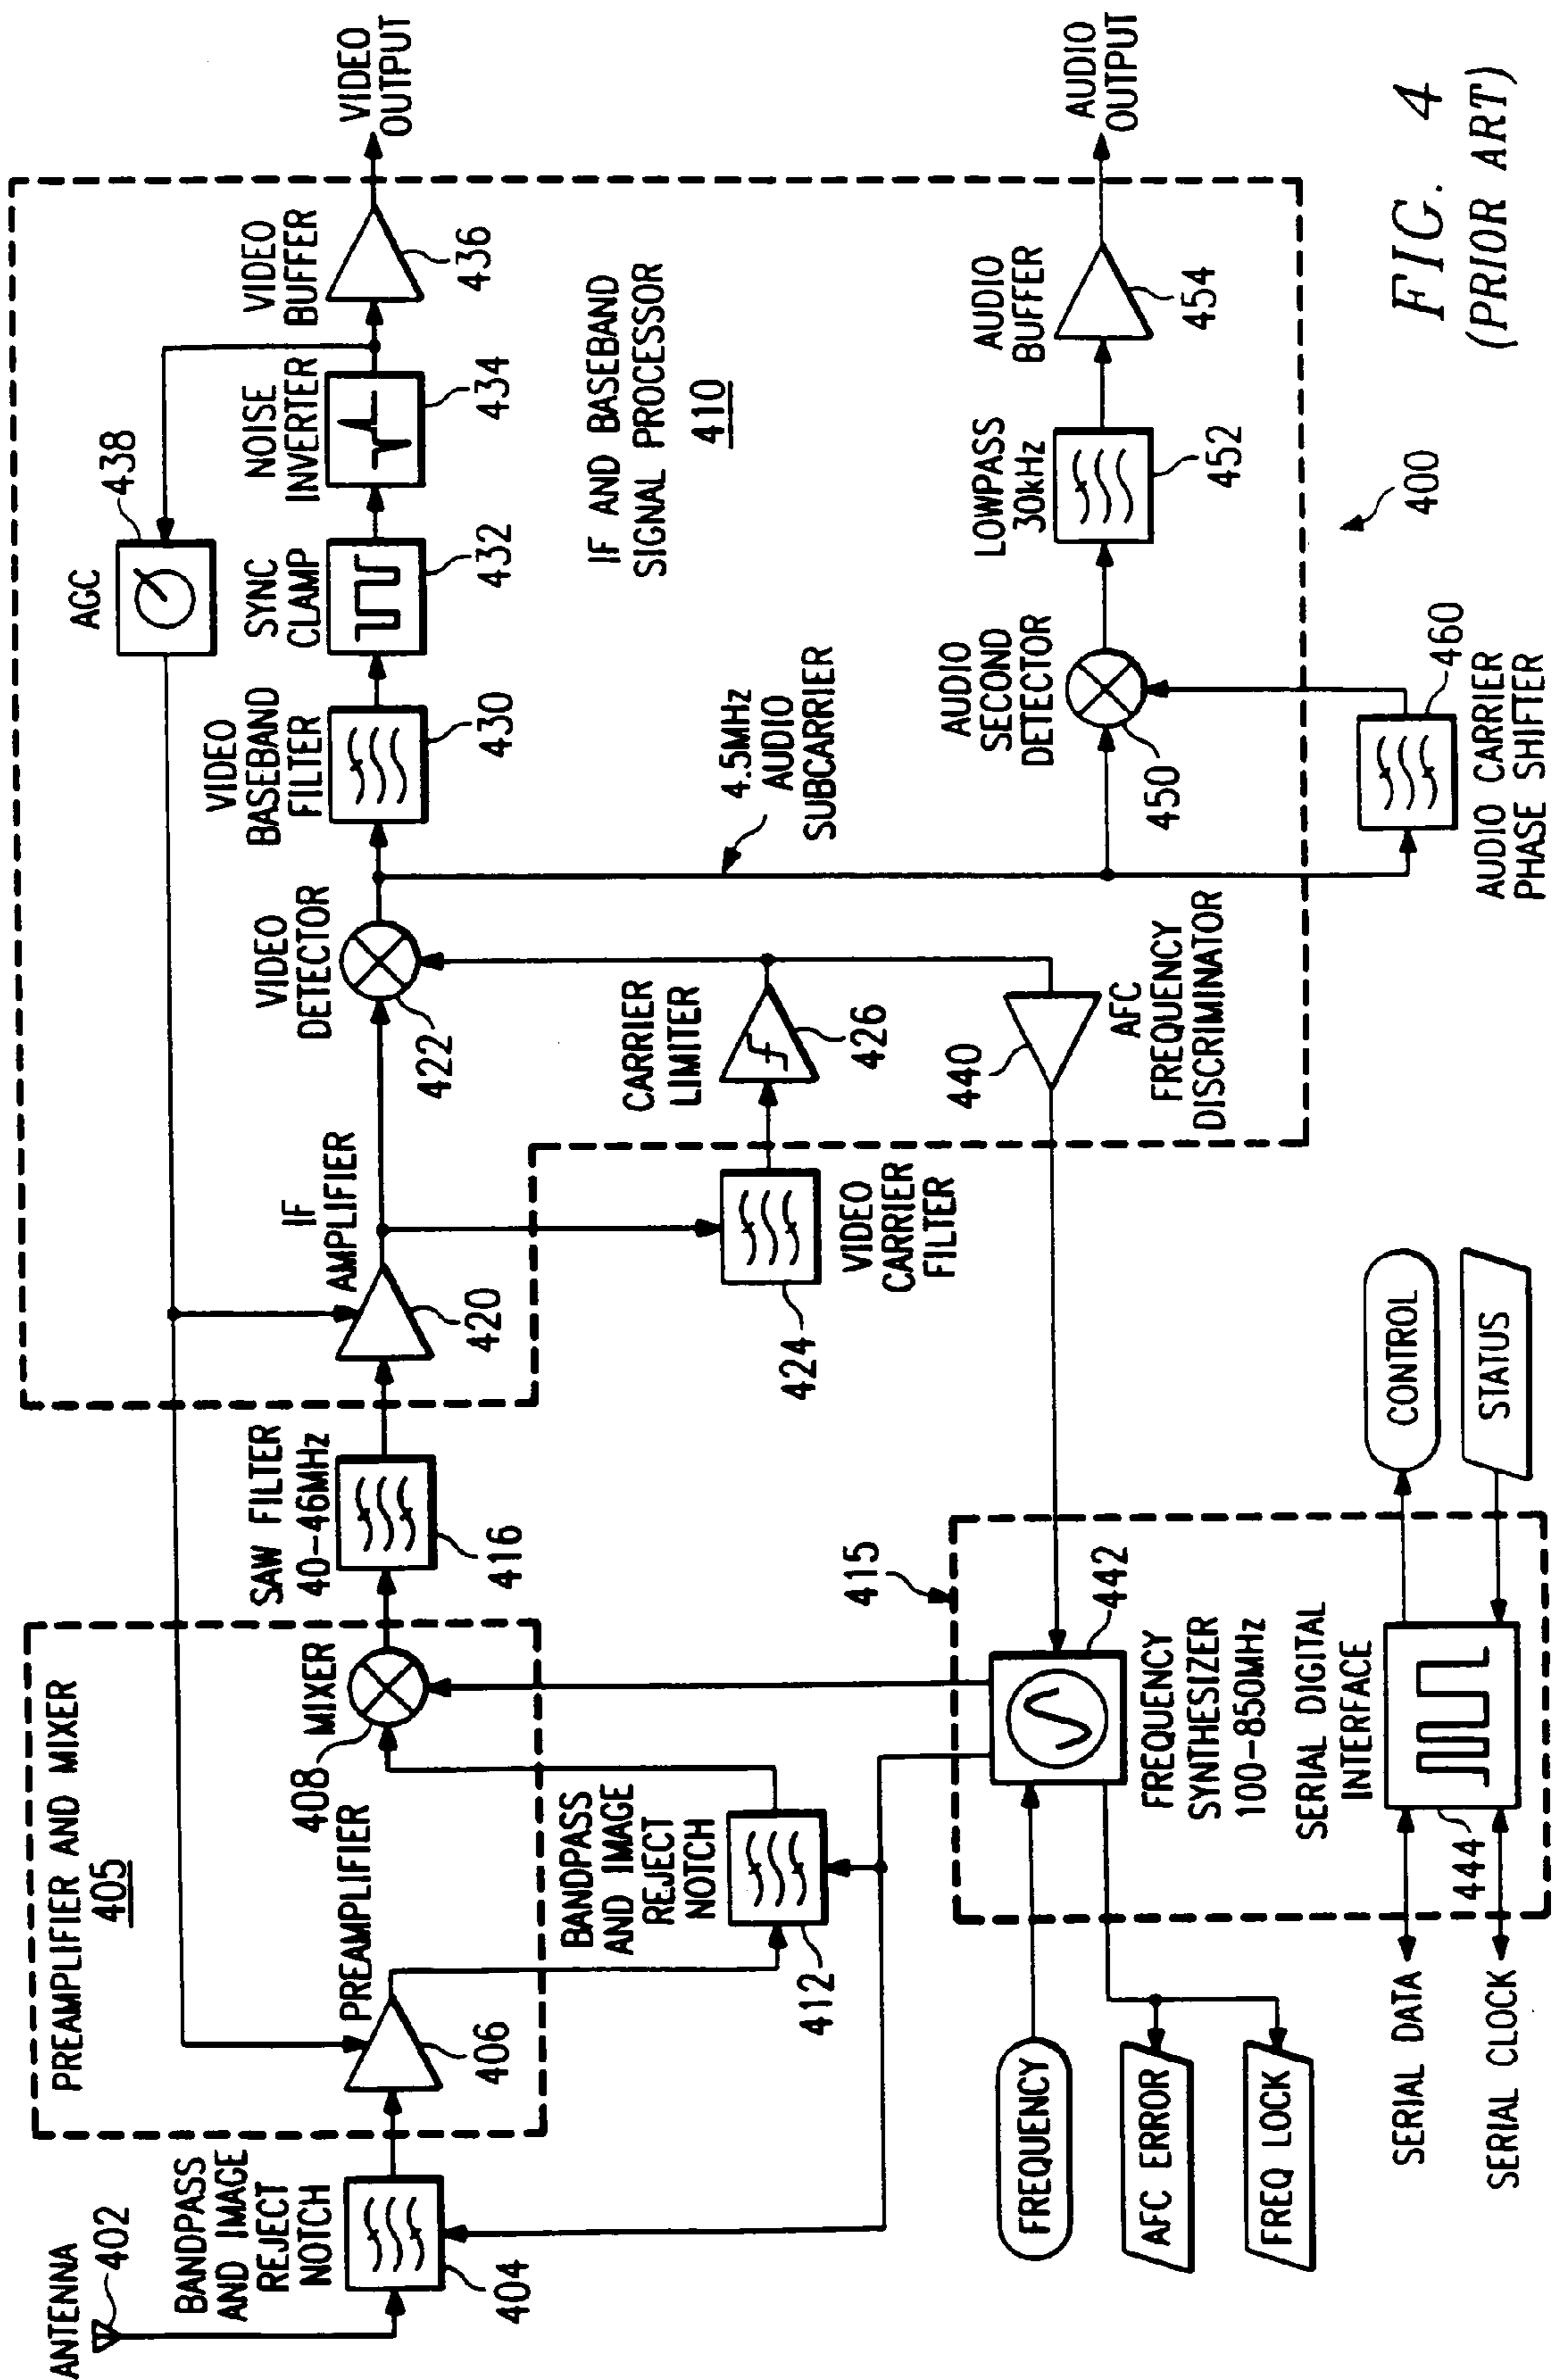 ANTENNA
402
BANDPASS
AND IMAGE
REJECT
NOTCH
404
PREAMPLIFIER AND MIXER
405
PREAMPLIFIER
406
408
MIXER
BANDPASS
AND IMAGE
REJECT
NOTCH
412
SAW FILTER
40-46MHz
416
IF
AMPLIFIER
420
VIDEO
DETECTOR
422
VIDEO
CARRIER
FILTER
424
CARRIER
LIMITER
426
AGC
438
VIDEO
BASEBAND
FILTER
430
SYNC
CLAMP
432
NOISE
INVERTER
434
VIDEO
BUFFER
436
VIDEO
OUTPUT
IF AND BASEBAND
SIGNAL PROCESSOR
410
4.5MHz
AUDIO
SUBCARRIER
440
AFC
FREQUENCY
DISCRIMINATOR
AUDIO
SECOND
DETECTOR
450
LOWPASS
30kHz
452
AUDIO
BUFFER
454
AUDIO
OUTPUT
460
AUDIO CARRIER
PHASE SHIFTER
415
442
FREQUENCY
SYNTHESIZER
100-850MHz
SERIAL DIGITAL
INTERFACE
444
FREQUENCY
AFC ERROR
FREQ LOCK
SERIAL DATA
SERIAL CLOCK
CONTROL
STATUS
400
FIG. 4
(PRIOR ART)